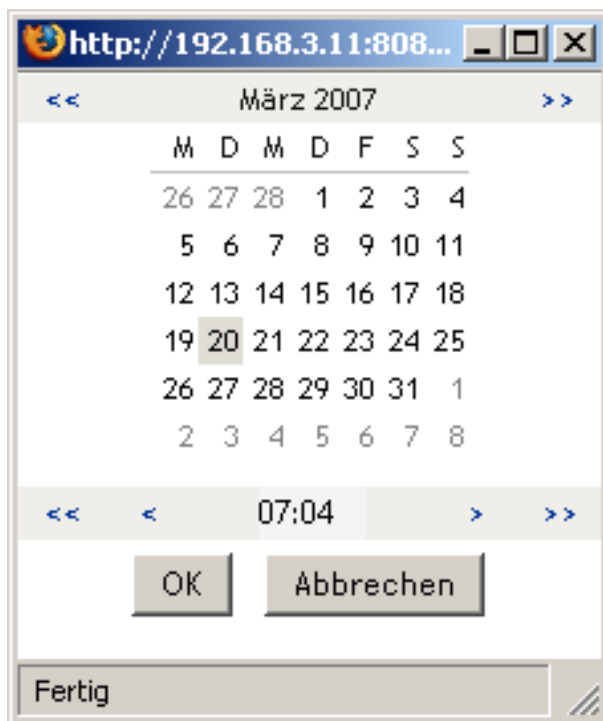 http://192.168.3.11:808...
<< März 2007 >>
M D M D F S S
26 27 28 1 2 3 4
5 6 7 8 9 10 11
12 13 14 15 16 17 18
19 20 21 22 23 24 25
26 27 28 29 30 31 1
2 3 4 5 6 7 8
<< < 07:04 > >>
OK Abbrechen
Fertig